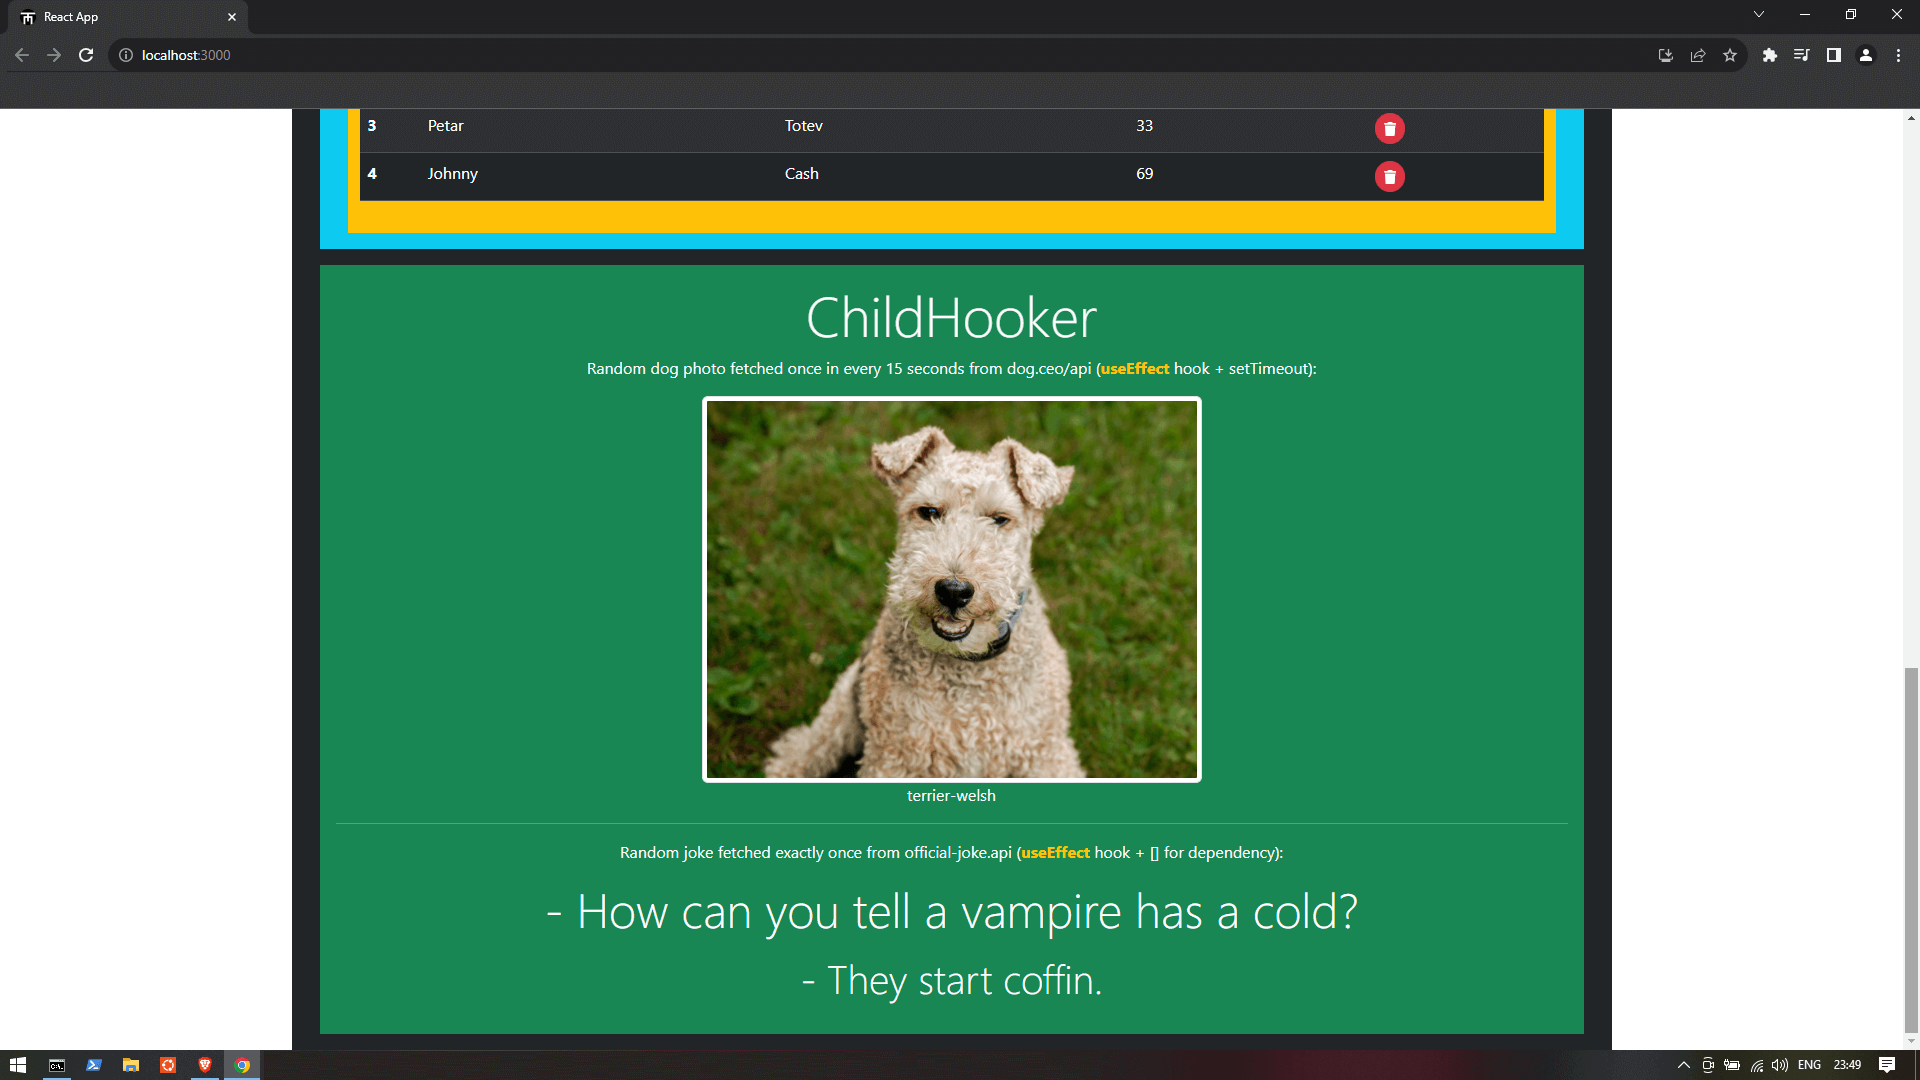 React App
localhost:3000
3 Petar Totev 33
4 Johnny Cash 69
ChildHooker
Random dog photo fetched once in every 15 seconds from dog.ceo/api (useEffect hook + setTimeout):
terrier-welsh
Random joke fetched exactly once from official-joke.api (useEffect hook + [] for dependency):
- How can you tell a vampire has a cold?
- They start coffin.
ENG 23:49